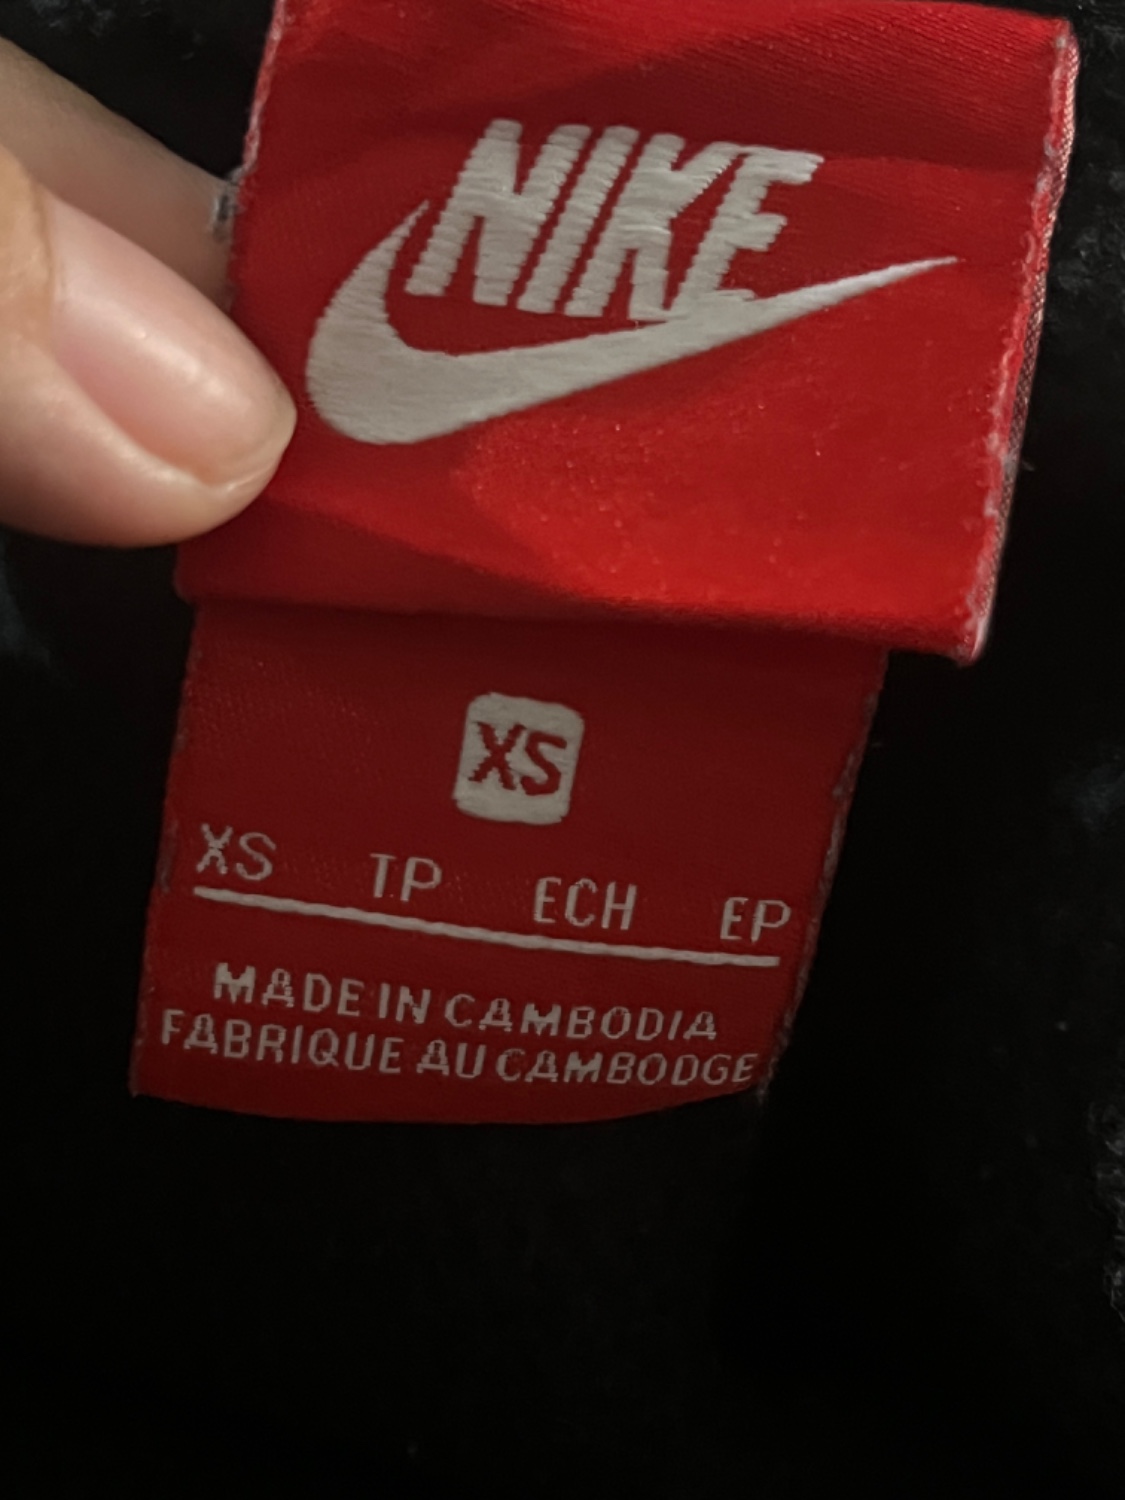 NIKE
XS
XS TP ECH EP
MADE IN CAMBODIA
FABRIQUE AU CAMBODGE